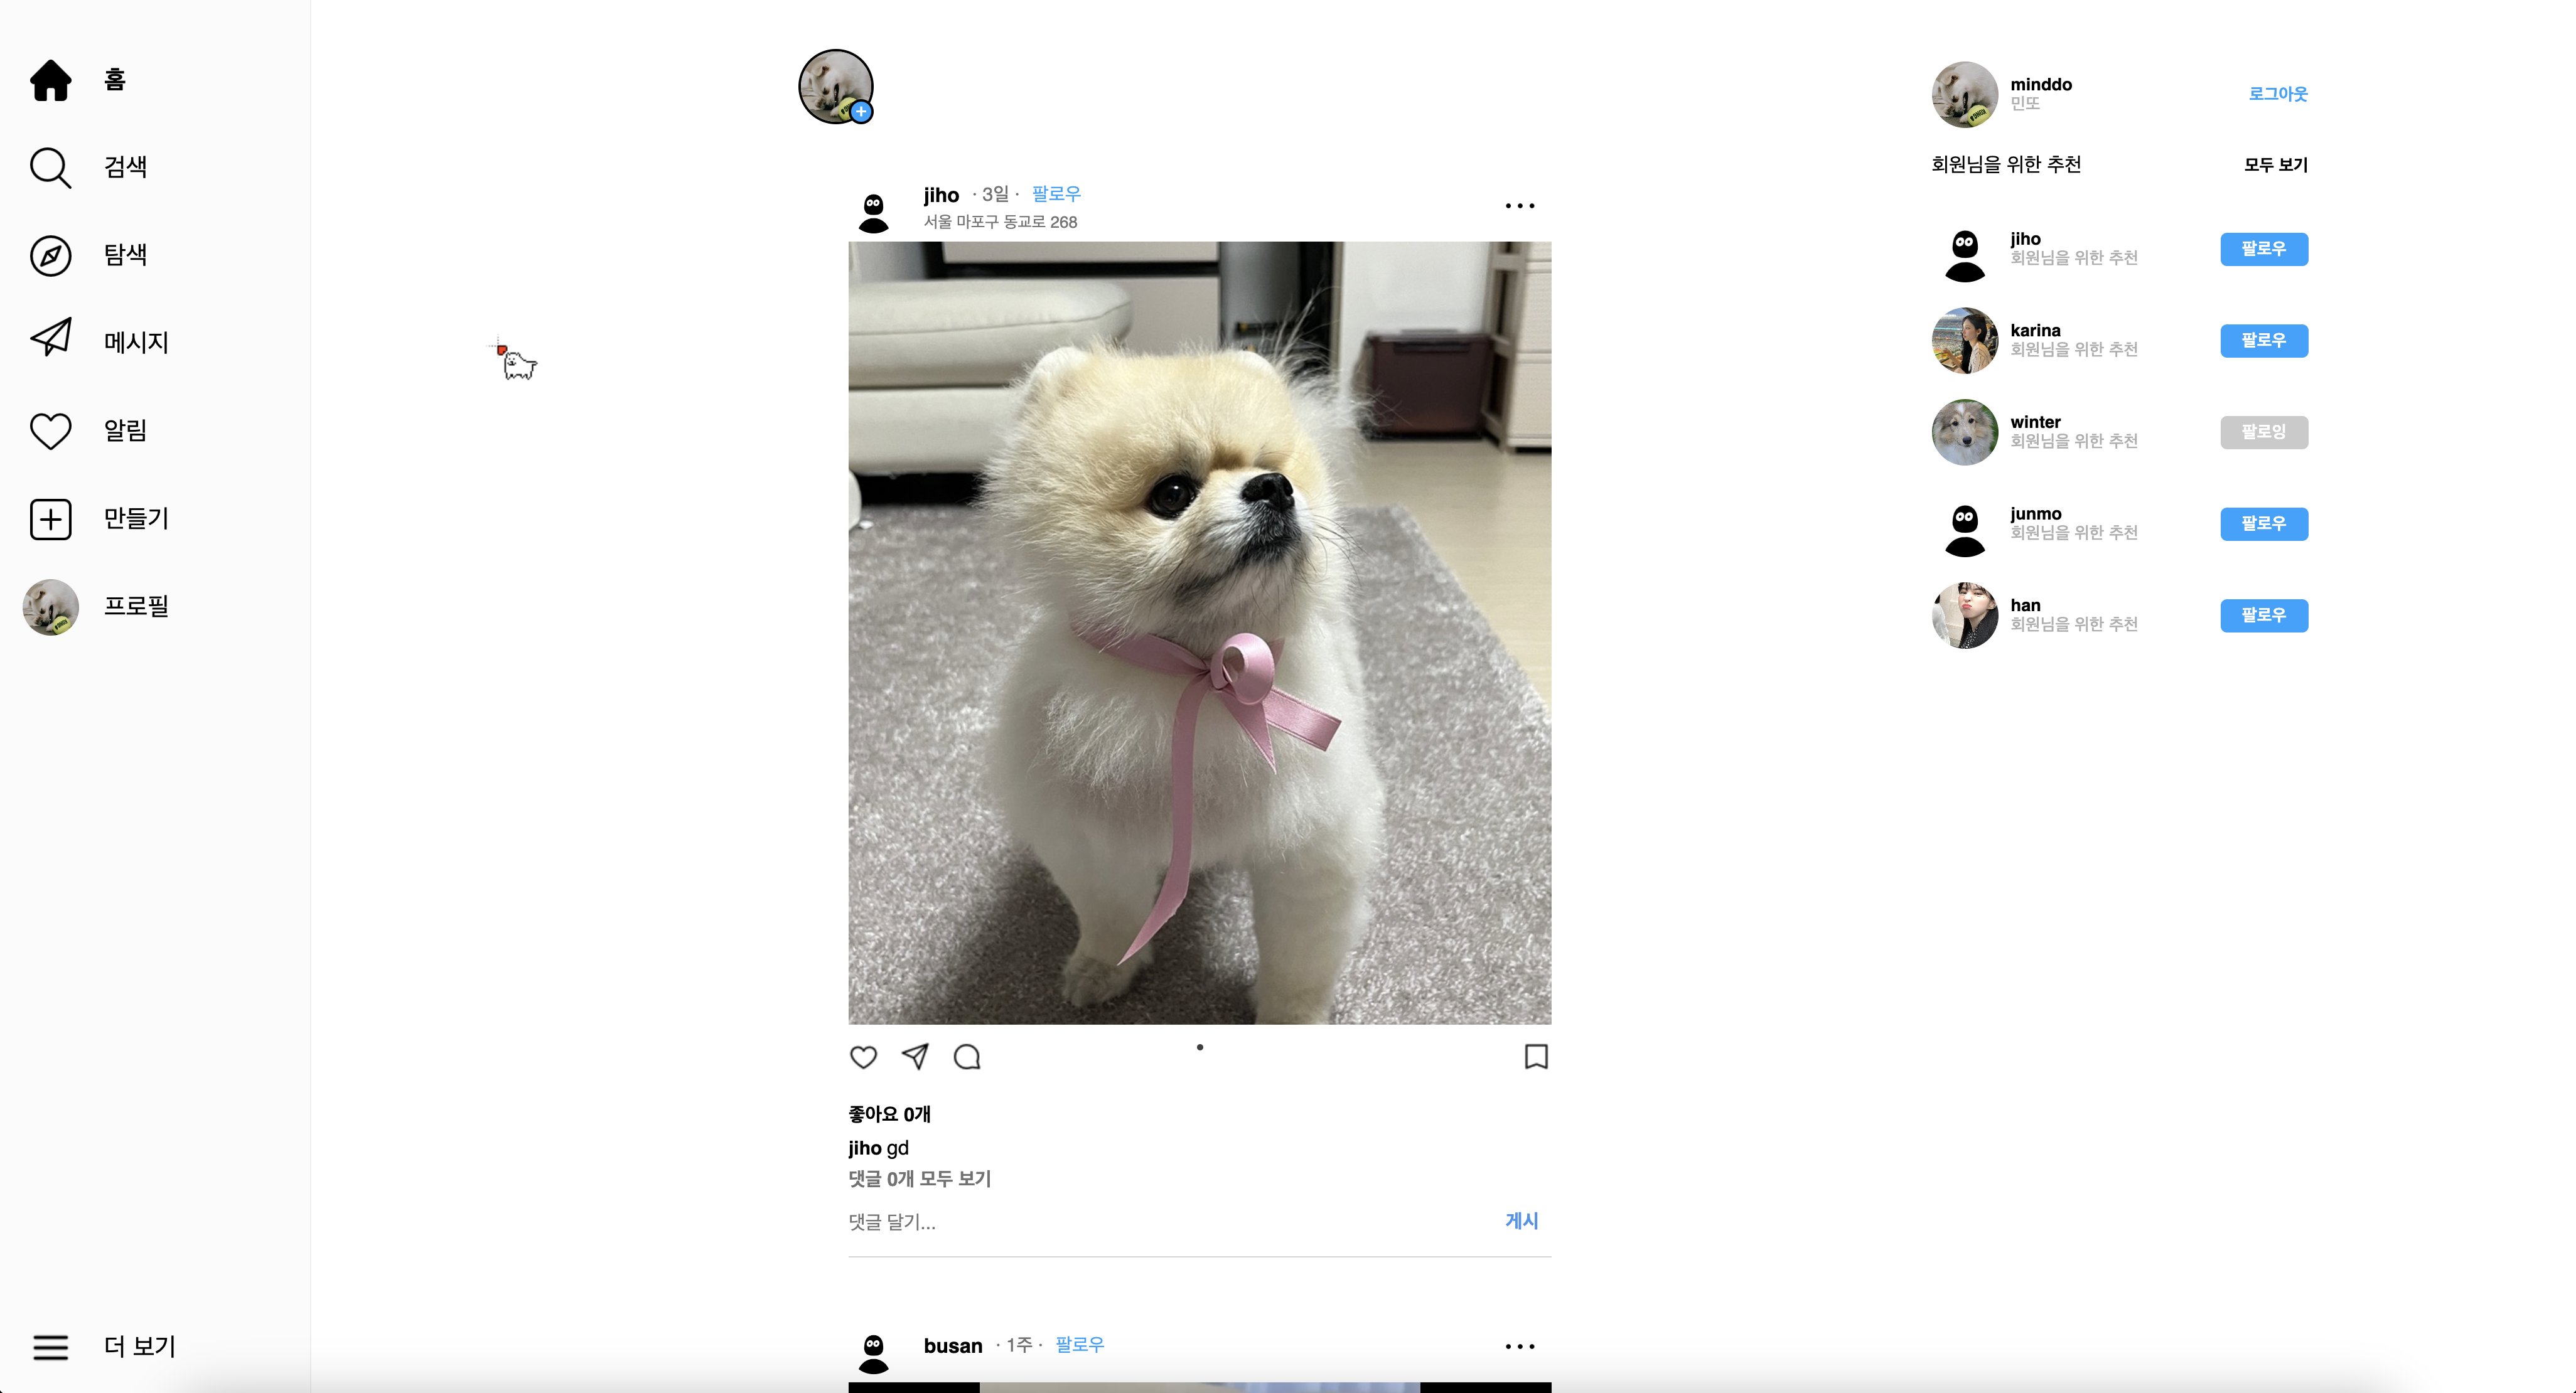 홈
검색
탐색
메시지
알림
만들기
프로필
더 보기
jiho · 3일 · 팔로우
서울 마포구 동교로 268
좋아요 0개
jiho gd
댓글 0개 모두 보기
댓글 달기...
게시
busan · 1주 · 팔로우
minddo
민또
로그아웃
회원님을 위한 추천
모두 보기
jiho
회원님을 위한 추천
팔로우
karina
회원님을 위한 추천
팔로우
winter
회원님을 위한 추천
팔로잉
junmo
회원님을 위한 추천
팔로우
han
회원님을 위한 추천
팔로우